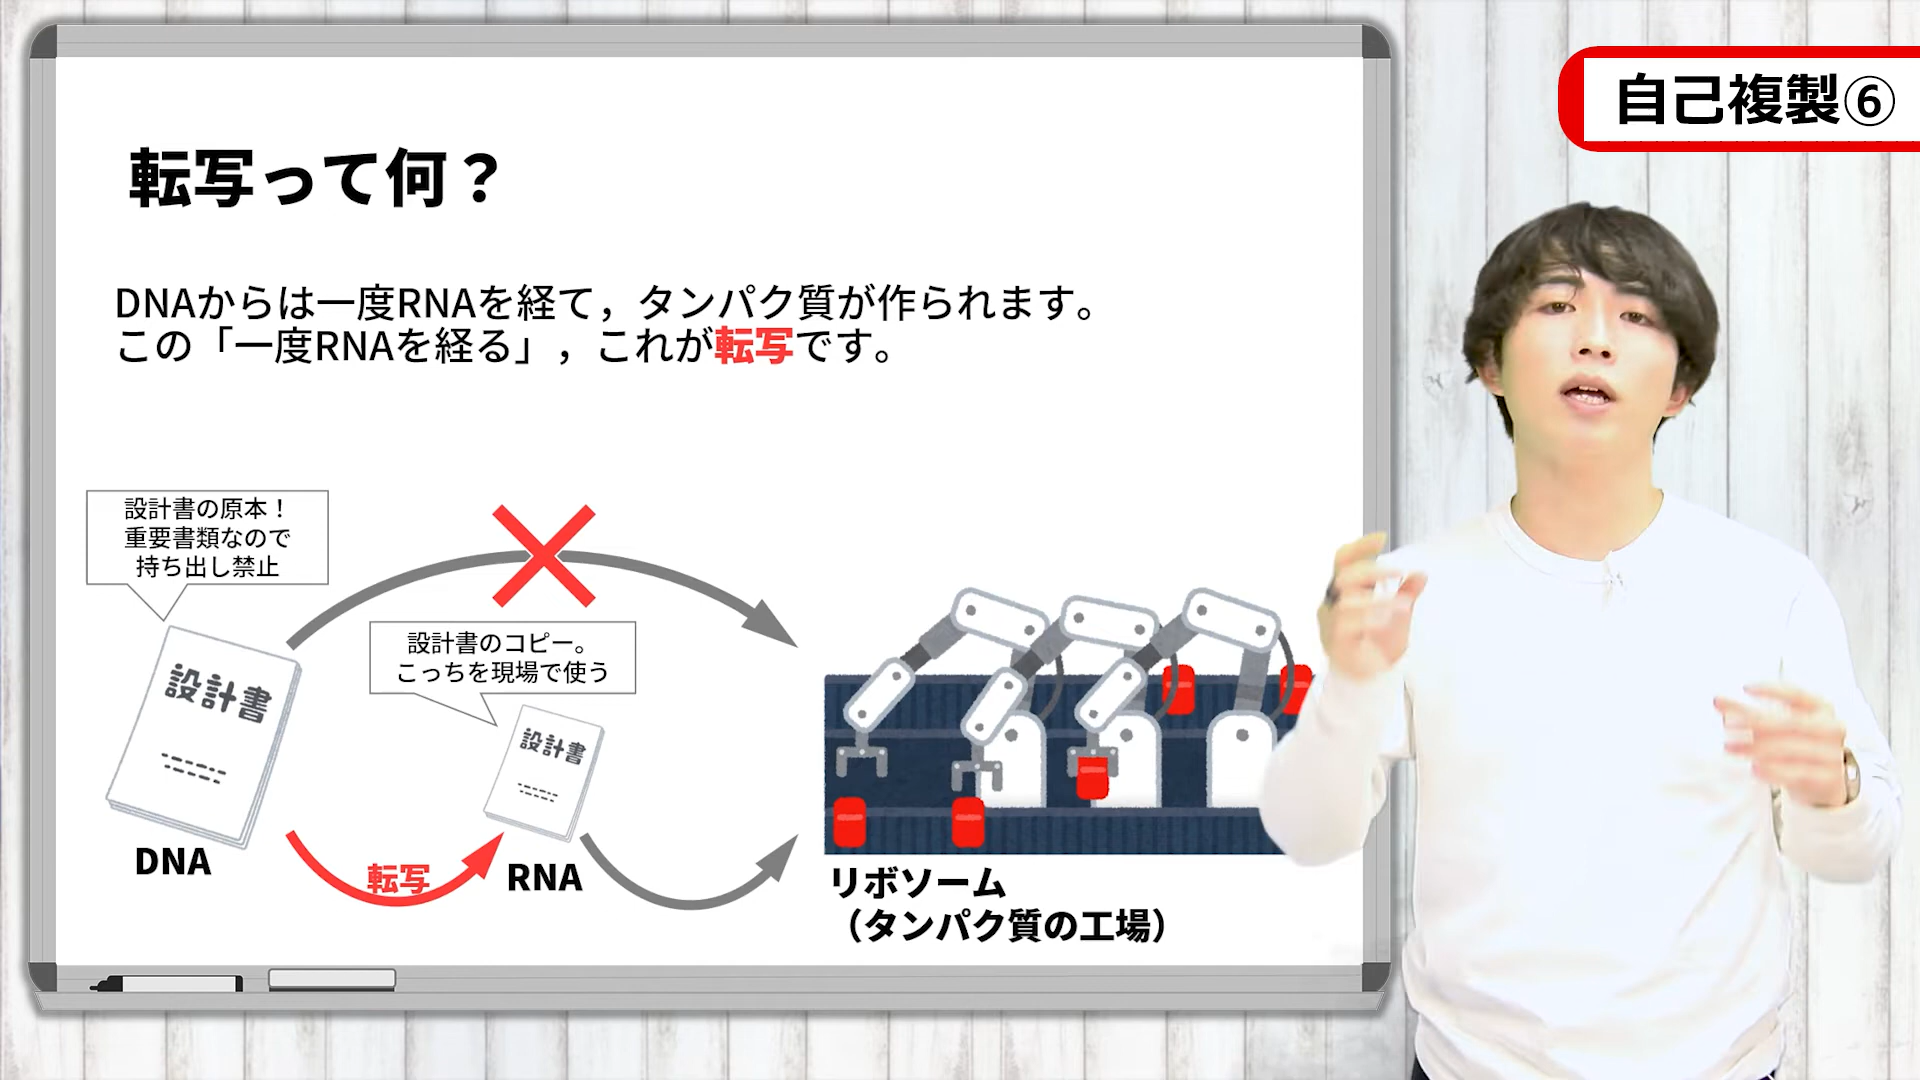 自己複製⑥
転写って何？
DNAからは一度RNAを経て，タンパク質が作られます。
この「一度RNAを経る」，これが転写です。
設計書の原本！
重要書類なので
持ち出し禁止
設計書のコピー。
こっちを現場で使う
設計書
設計書
DNA
転写
RNA
リボソーム
（タンパク質の工場）